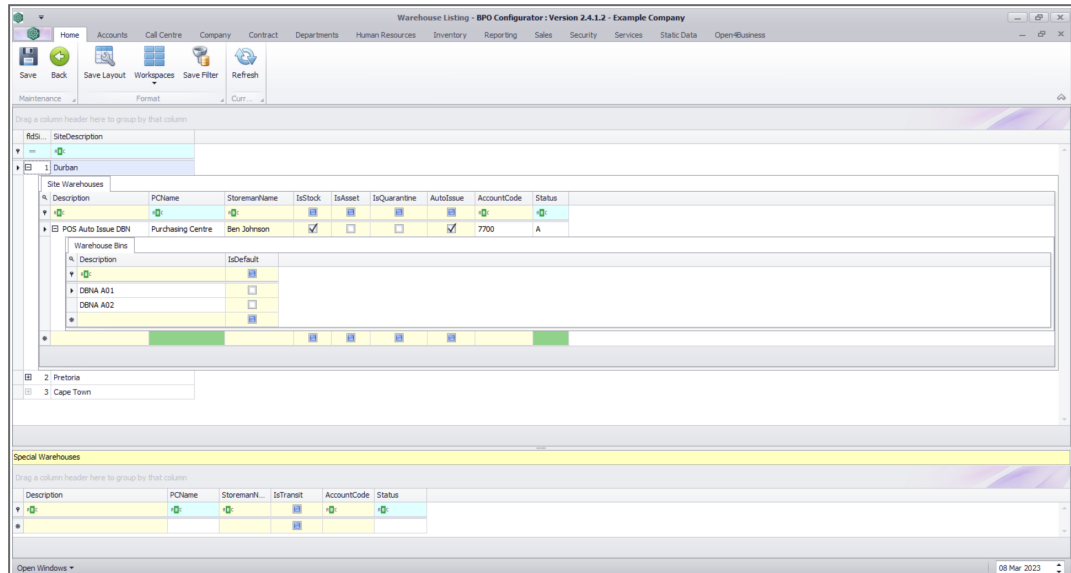 Warehouse Listing - BPO Configurator : Version 2.4.1.2 - Example Company
Home Accounts Call Centre Company Contract Departments Human Resources Inventory Reporting Sales Security Services Static Data Open4Business
Save Back Save Layout Workspaces Save Filter Refresh
Maintenance Format Curr...
Drag a column header here to group by that column
fldSi... SiteDescription
1 Durban
Site Warehouses
Description PCName StoremanName IsStock IsAsset IsQuarantine AutoIssue AccountCode Status
POS Auto Issue DBN Purchasing Centre Ben Johnson 7700 A
Warehouse Bins
Description IsDefault
DBNA A01
DBNA A02
2 Pretoria
3 Cape Town
Special Warehouses
Drag a column header here to group by that column
Description PCName StoremanN... IsTransit AccountCode Status
Open Windows 08 Mar 2023